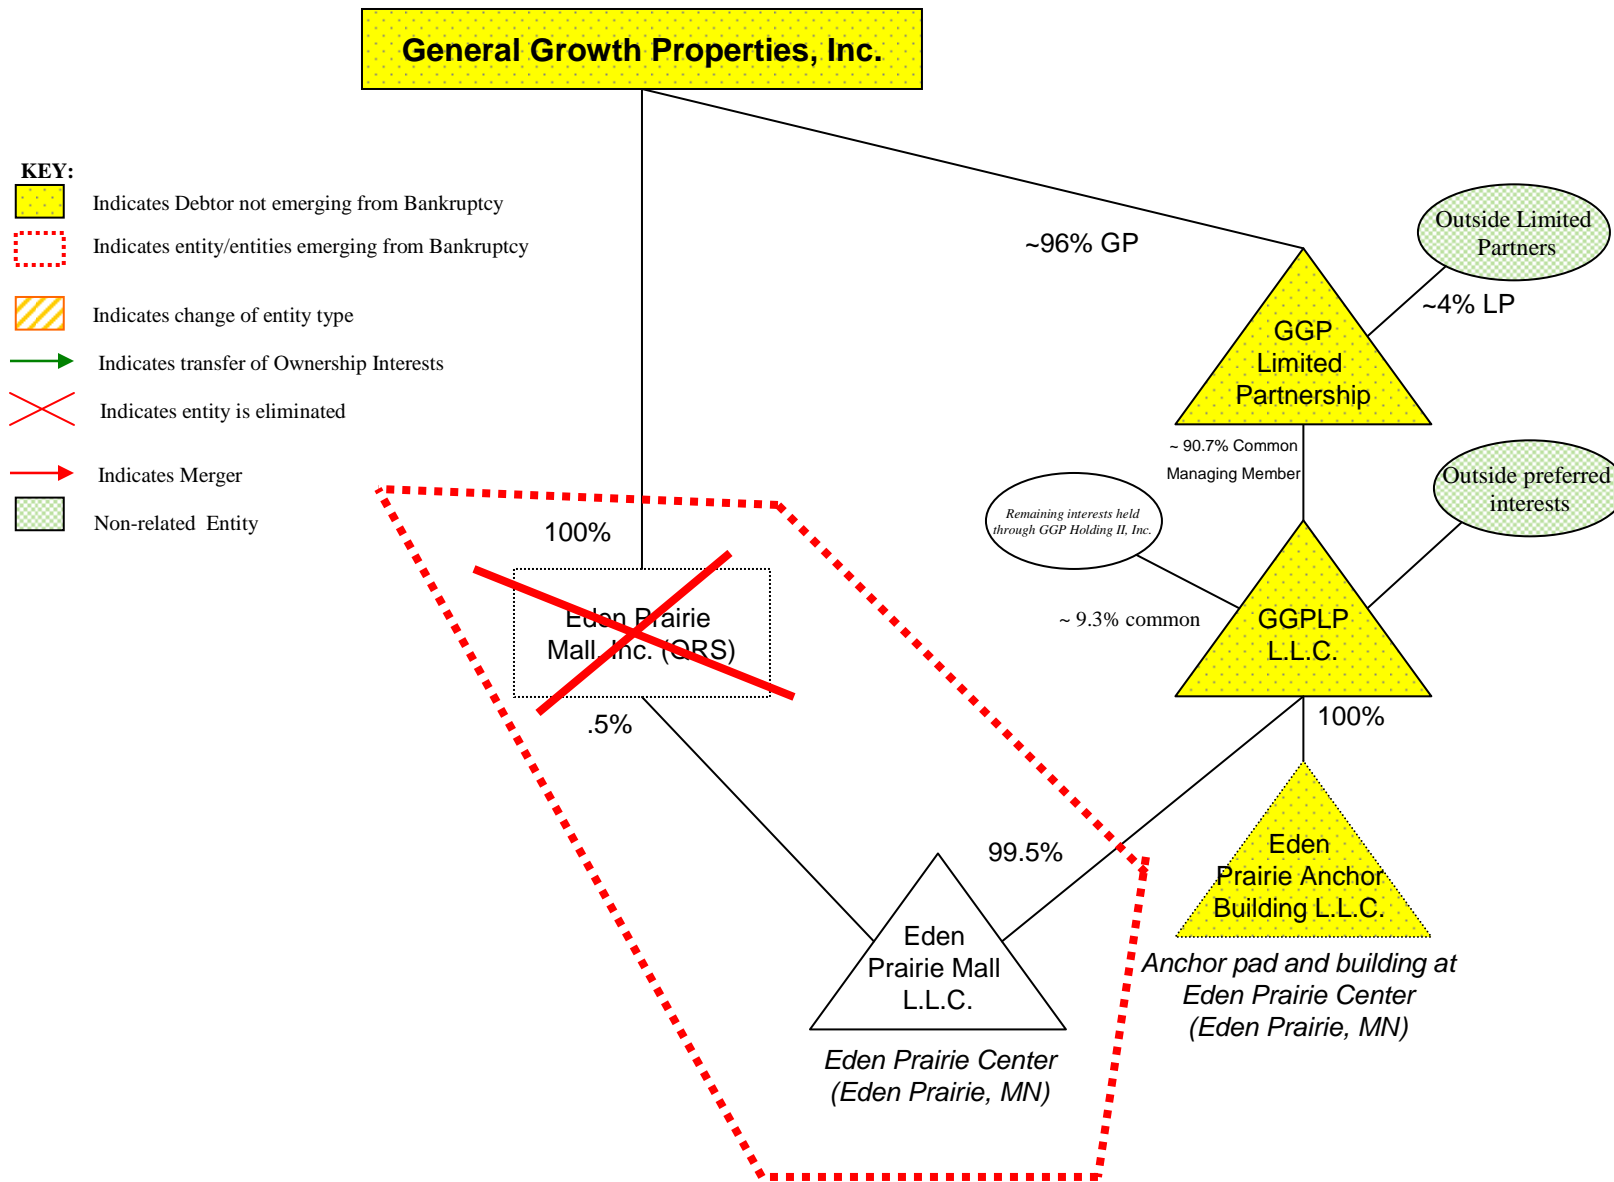 General Growth Properties, Inc.
KEY:
Indicates Debtor not emerging from Bankruptcy
Indicates entity/entities emerging from Bankruptcy
Indicates change of entity type
Indicates transfer of Ownership Interests
Indicates entity is eliminated
Indicates Merger
Non-related Entity
~96% GP
Outside Limited
Partners
~4% LP
GGP
Limited
Partnership
~ 90.7% Common
Managing Member
Outside preferred
interests
Remaining interests held
through GGP Holding II, Inc.
~ 9.3% common
GGPLP
L.L.C.
100%
Eden Prairie
Mall, Inc. (QRS)
.5%
100%
99.5%
Eden
Prairie Anchor
Building L.L.C.
Anchor pad and building at
Eden Prairie Center
(Eden Prairie, MN)
Eden
Prairie Mall
L.L.C.
Eden Prairie Center
(Eden Prairie, MN)